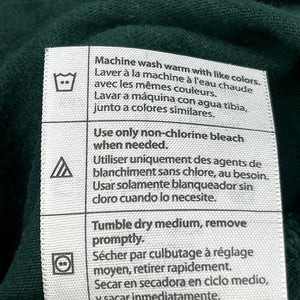 Machine wash warm with like colors.
Laver à la machine à l'eau chaude
avec les mêmes couleurs.
Lavar a máquina con agua tibia,
junto a colores similares.
Use only non-chlorine bleach
when needed.
Utiliser uniquement des agents de
blanchiment sans chlore, au besoin.
Usar solamente blanqueador sin
cloro cuando lo necesite.
Tumble dry medium, remove
promptly.
Sécher par culbutage à réglage
moyen, retirer rapidement.
Secar en secadora en ciclo medio,
y sacar de inmediato.